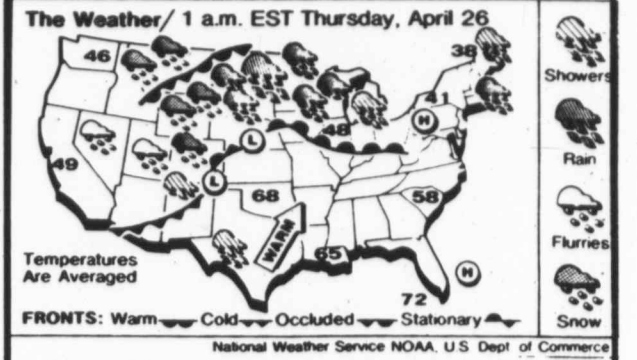 The Weather/ 1 a.m. EST Thursday, April 26
46
38
Showers
41
H
48
L
Rain
49
L
68
58
WARM
Flurries
65
Temperatures
Are Averaged
H
72
FRONTS: Warm Cold Occluded Stationary
Snow
National Weather Service NOAA, U.S. Dept of Commerce